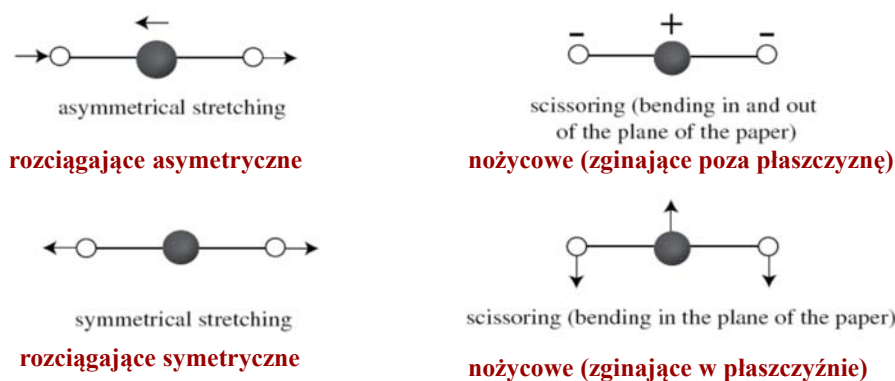 asymmetrical stretching
rozciągające asymetryczne
- + -
scissoring (bending in and out
of the plane of the paper)
nożycowe (zginające poza płaszczyznę)
symmetrical stretching
rozciągające symetryczne
scissoring (bending in the plane of the paper)
nożycowe (zginające w płaszczyźnie)